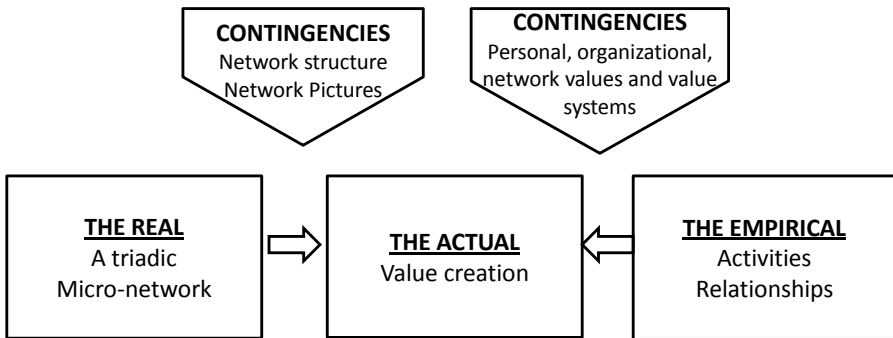 CONTINGENCIES
Network structure
Network Pictures
CONTINGENCIES
Personal, organizational,
network values and value
systems
THE REAL
A triadic
Micro-network
THE ACTUAL
Value creation
THE EMPIRICAL
Activities
Relationships